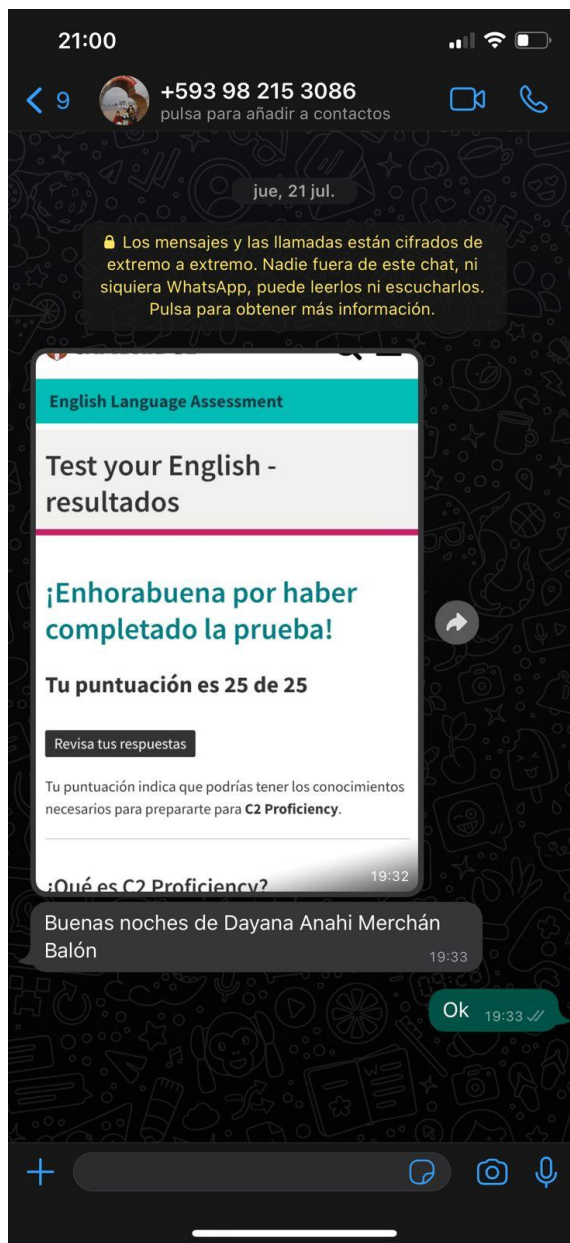 21:00
9
+593 98 215 3086
pulsa para añadir a contactos
jue, 21 jul.
Los mensajes y las llamadas están cifrados de
extremo a extremo. Nadie fuera de este chat, ni
siquiera WhatsApp, puede leerlos ni escucharlos.
Pulsa para obtener más información.
English Language Assessment
Test your English -
resultados
¡Enhorabuena por haber
completado la prueba!
Tu puntuación es 25 de 25
Revisa tus respuestas
Tu puntuación indica que podrías tener los conocimientos
necesarios para prepararte para C2 Proficiency.
¿Qué es C2 Proficiency?
19:32
Buenas noches de Dayana Anahi Merchán
Balón
19:33
Ok 19:33